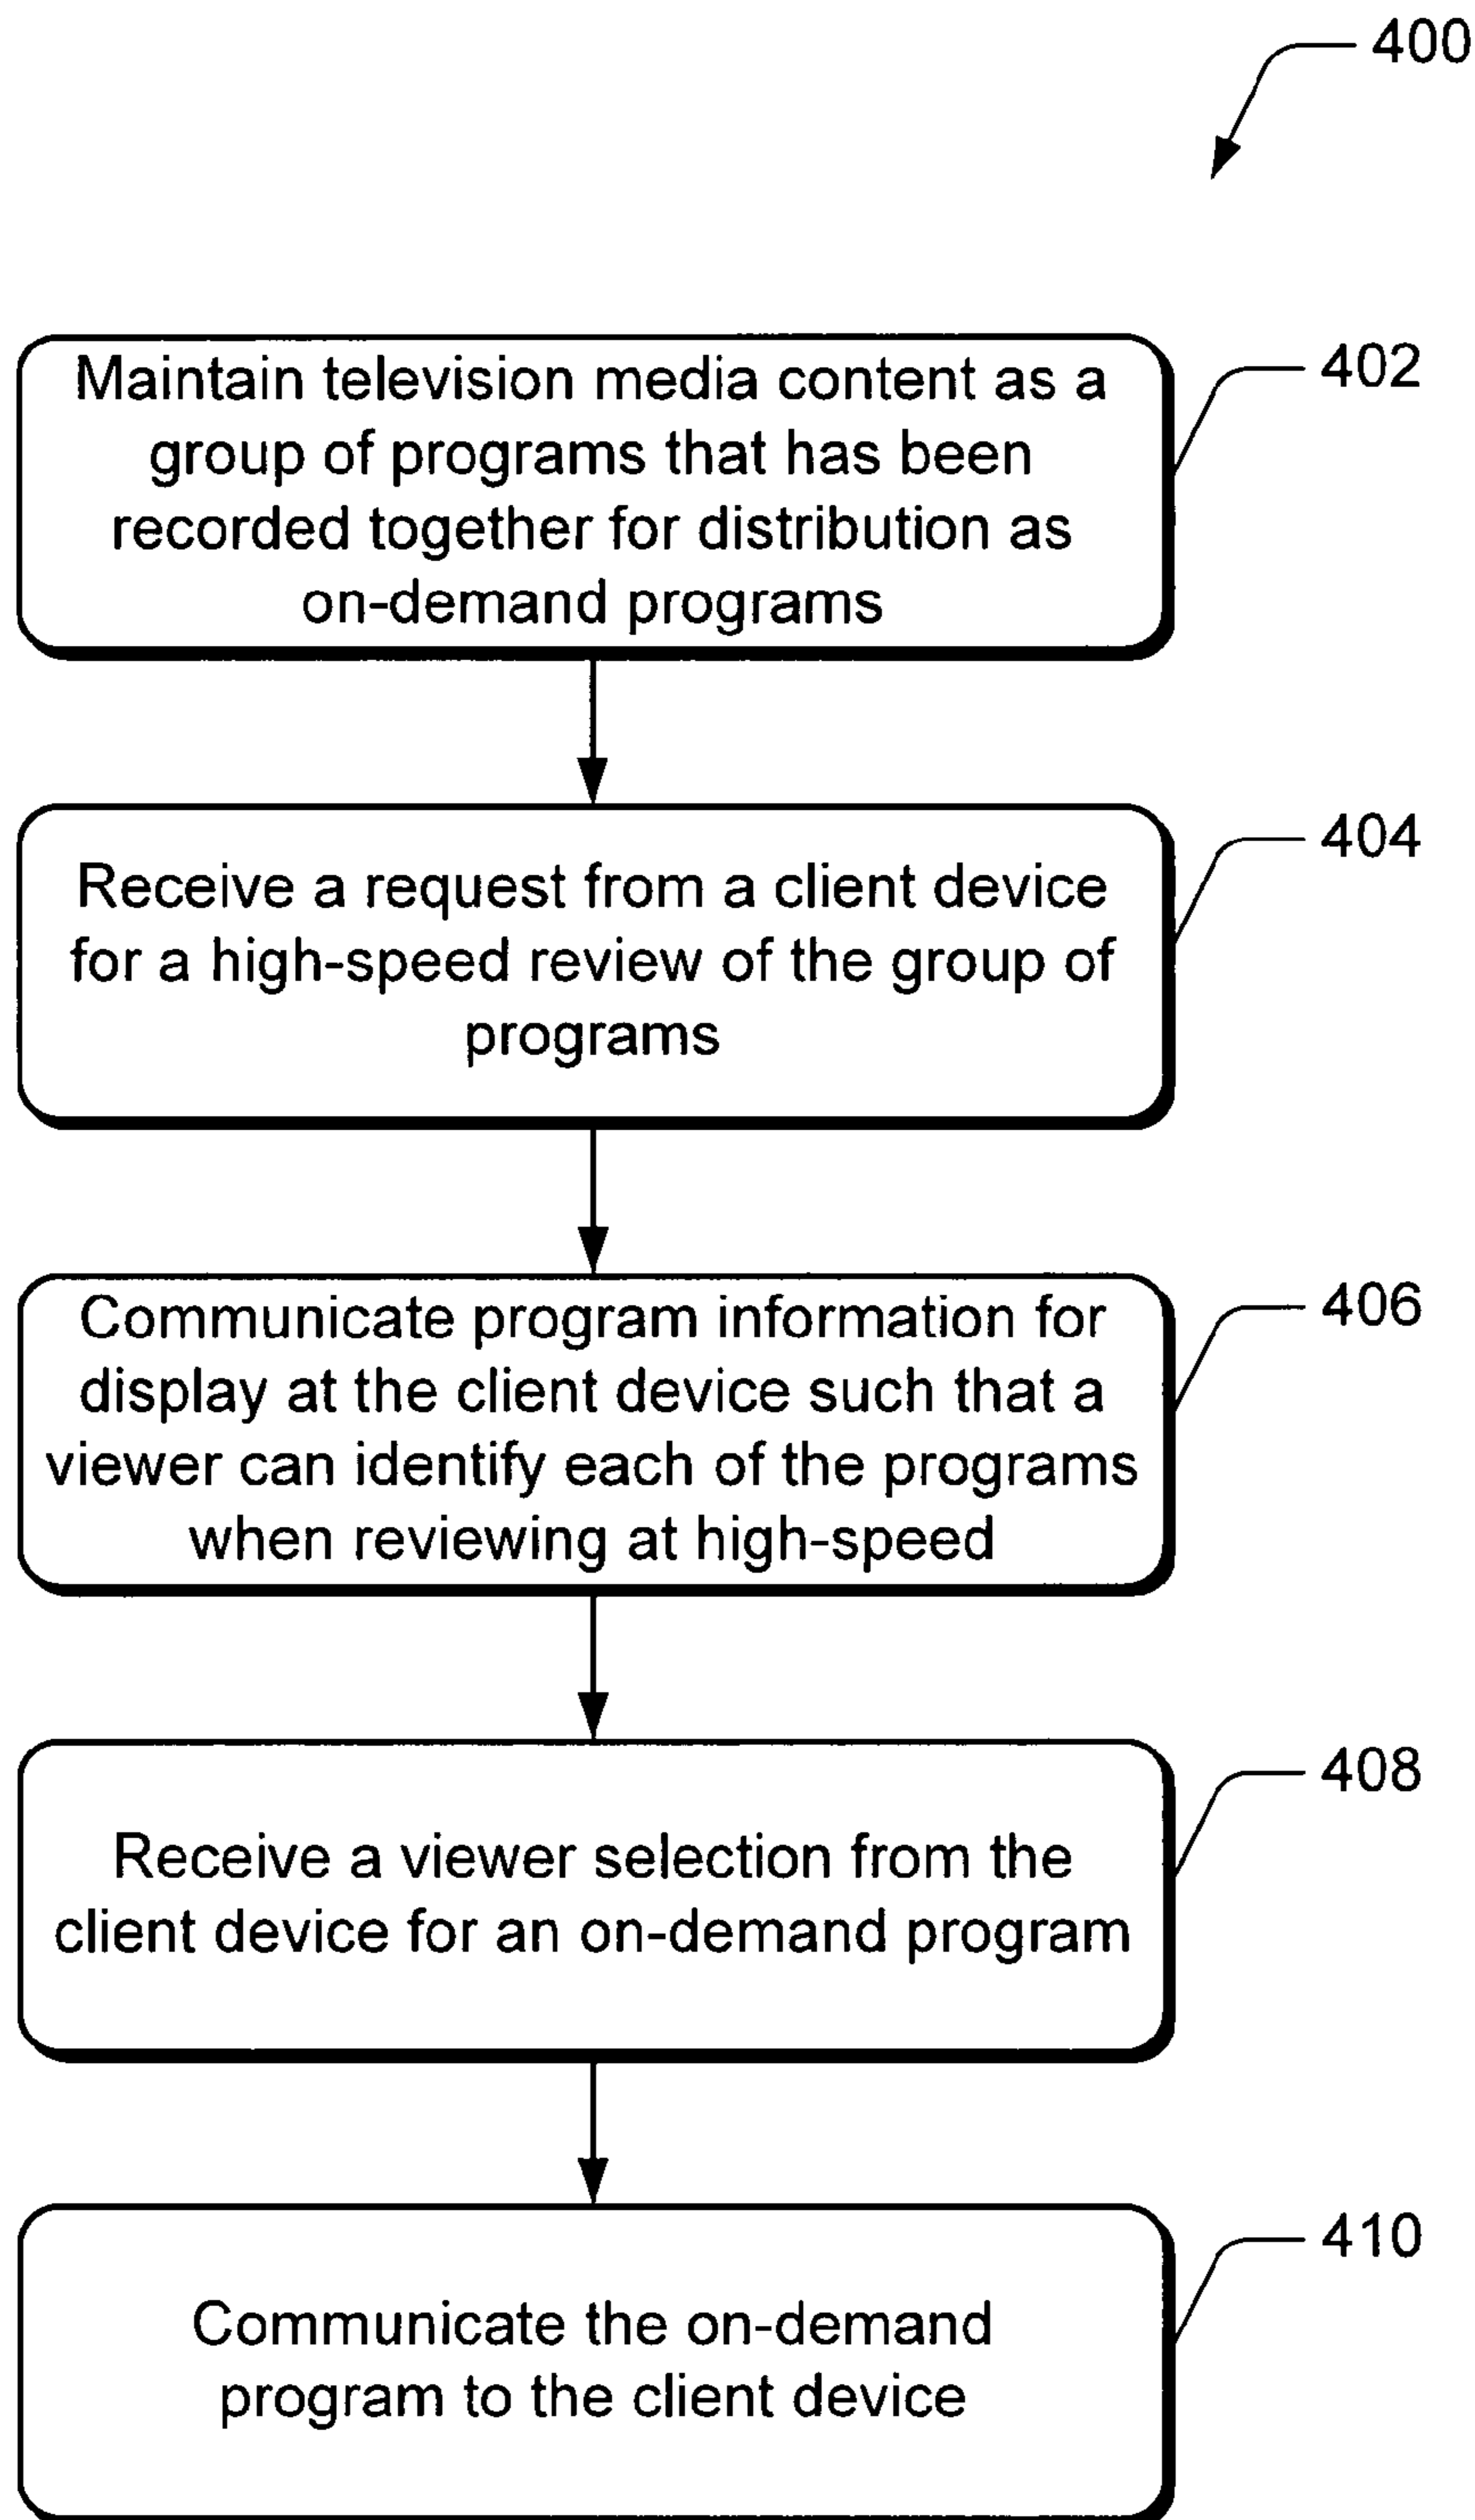 400
Maintain television media content as a
group of programs that has been
recorded together for distribution as
on-demand programs
402
Receive a request from a client device
for a high-speed review of the group of
programs
404
Communicate program information for
display at the client device such that a
viewer can identify each of the programs
when reviewing at high-speed
406
Receive a viewer selection from the
client device for an on-demand program
408
Communicate the on-demand
program to the client device
410